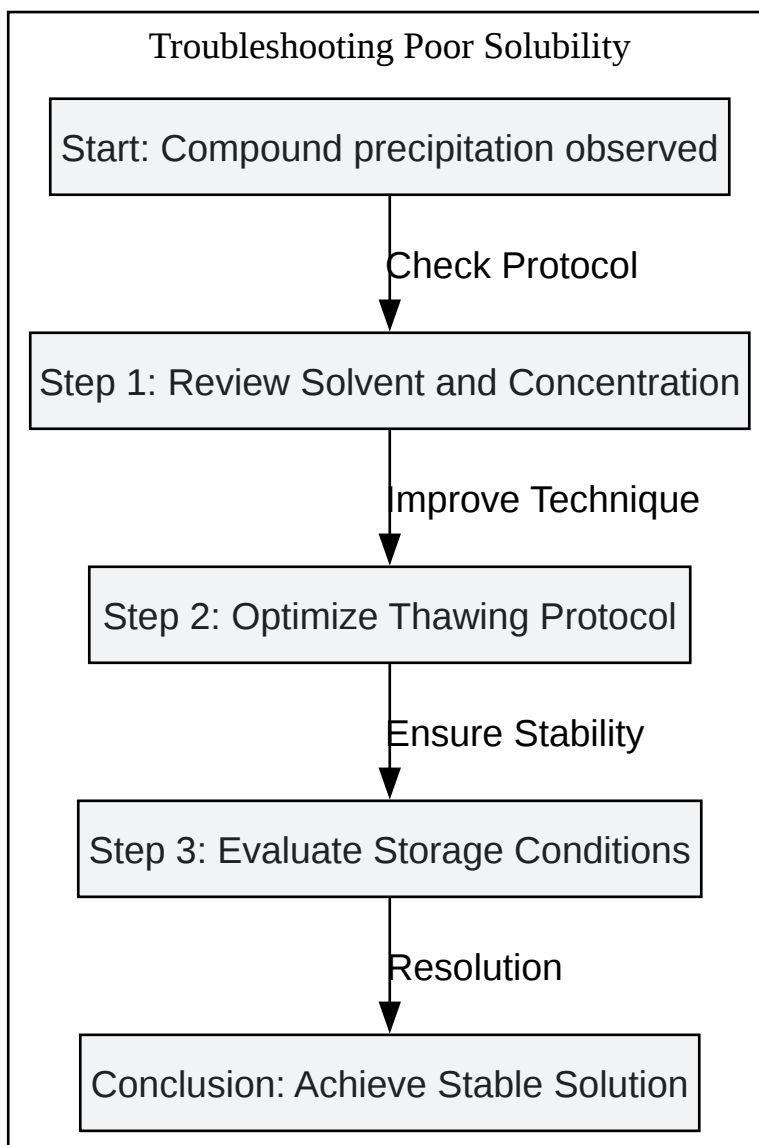 Troubleshooting Poor Solubility
Start: Compound precipitation observed
Check Protocol
Step 1: Review Solvent and Concentration
Improve Technique
Step 2: Optimize Thawing Protocol
Ensure Stability
Step 3: Evaluate Storage Conditions
Resolution
Conclusion: Achieve Stable Solution